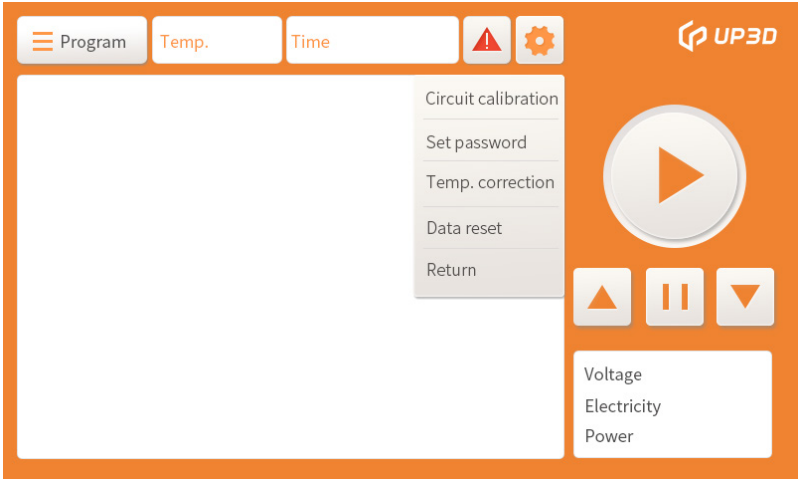 Program
Temp.
Time
UP3D
Circuit calibration
Set password
Temp. correction
Data reset
Return
Voltage
Electricity
Power